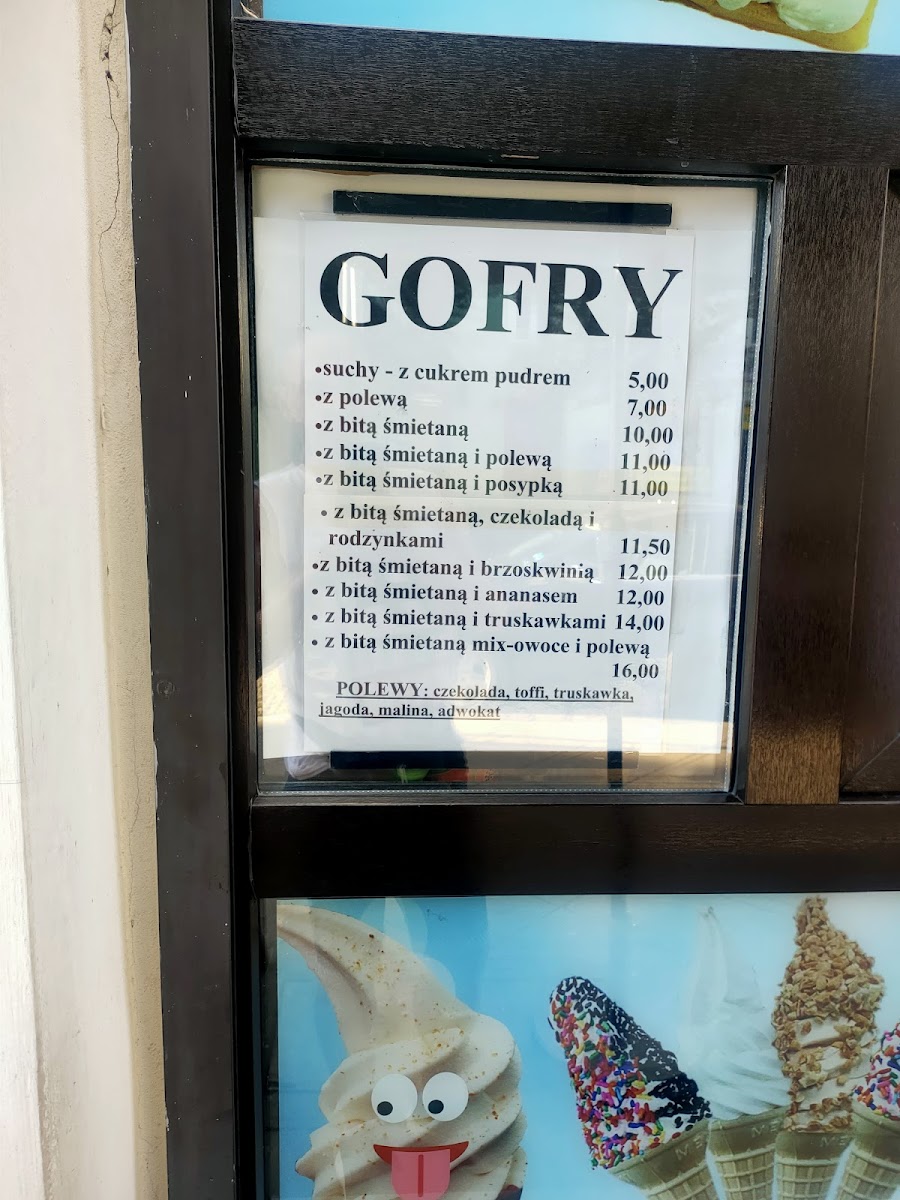 GOFRY
•suchy - z cukrem pudrem 5,00
•z polewą 7,00
•z bitą śmietaną 10,00
•z bitą śmietaną i polewą 11,00
•z bitą śmietaną i posypką 11,00
• z bitą śmietaną, czekoladą i
rodzynkami 11,50
•z bitą śmietaną i brzoskwinią 12,00
• z bitą śmietaną i ananasem 12,00
• z bitą śmietaną i truskawkami 14,00
• z bitą śmietaną mix-owoce i polewą
16,00
POLEWY: czekolada, toffi, truskawka,
jagoda, malina, adwokat